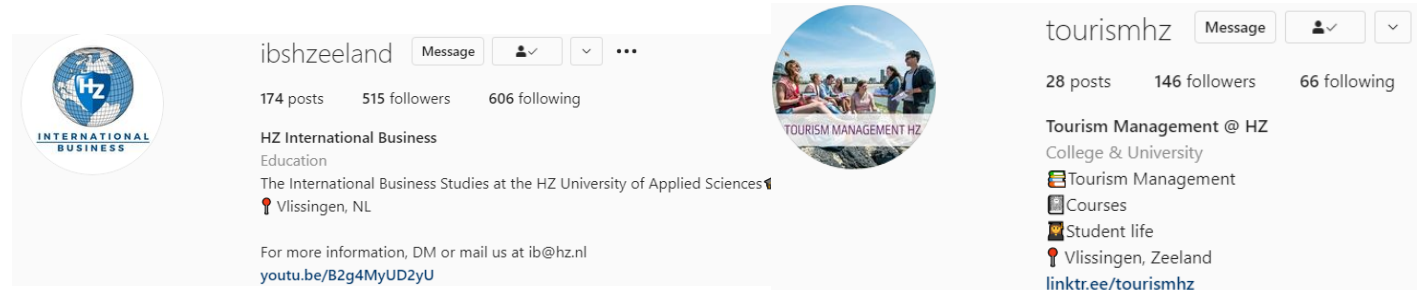 HZ
INTERNATIONAL
BUSINESS
ibshzeeland Message
174 posts 515 followers 606 following
HZ International Business
Education
The International Business Studies at the HZ University of Applied Sciences
Vlissingen, NL
For more information, DM or mail us at ib@hz.nl
youtu.be/B2g4MyUD2yU
TOURISM MANAGEMENT HZ
tourismhz Message
28 posts 146 followers 66 following
Tourism Management @ HZ
College & University
Tourism Management
Courses
Student life
Vlissingen, Zeeland
linktr.ee/tourismhz